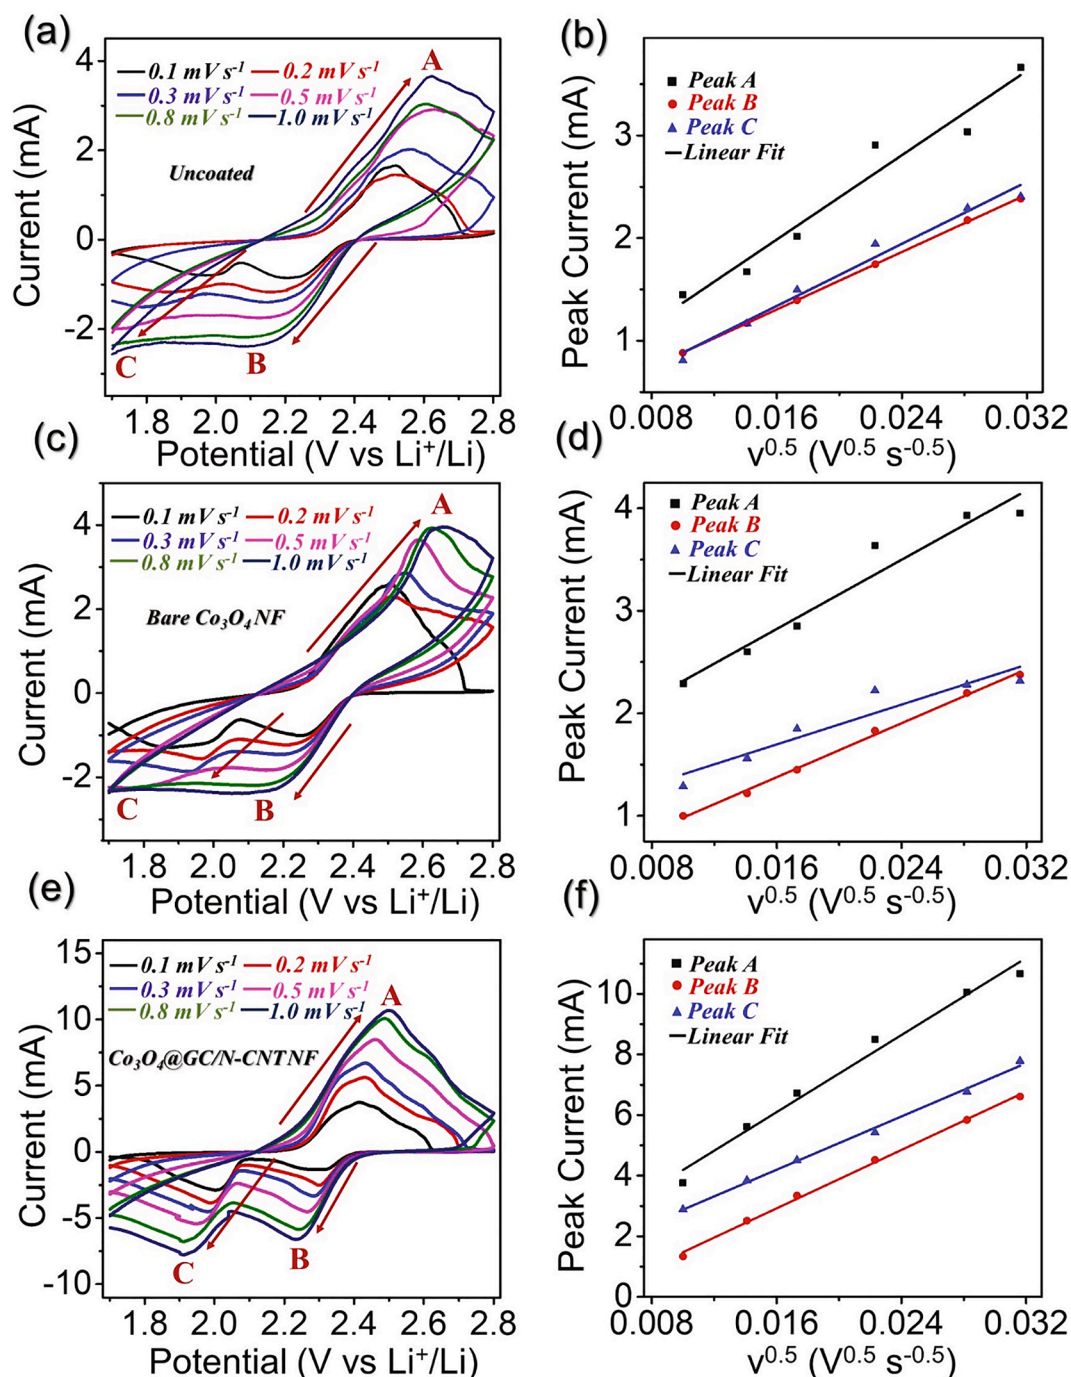 (a)
4
2
0
-2
Current (mA)
0.1 mV s⁻¹ 0.2 mV s⁻¹
0.3 mV s⁻¹ 0.5 mV s⁻¹
0.8 mV s⁻¹ 1.0 mV s⁻¹
Uncoated
A
B
C
1.8 2.0 2.2 2.4 2.6 2.8
Potential (V vs Li⁺/Li)
(b)
3
2
1
Peak Current (mA)
Peak A
Peak B
Peak C
Linear Fit
0.008 0.016 0.024 0.032
v⁰·⁵ (V⁰·⁵ s⁻⁰·⁵)
(c)
4
2
0
-2
Current (mA)
0.1 mV s⁻¹ 0.2 mV s⁻¹
0.3 mV s⁻¹ 0.5 mV s⁻¹
0.8 mV s⁻¹ 1.0 mV s⁻¹
Bare Co₃O₄ NF
A
B
C
1.8 2.0 2.2 2.4 2.6 2.8
Potential (V vs Li⁺/Li)
(d)
4
3
2
1
Peak Current (mA)
Peak A
Peak B
Peak C
Linear Fit
0.008 0.016 0.024 0.032
v⁰·⁵ (V⁰·⁵ s⁻⁰·⁵)
(e)
15
10
5
0
-5
-10
Current (mA)
0.1 mV s⁻¹ 0.2 mV s⁻¹
0.3 mV s⁻¹ 0.5 mV s⁻¹
0.8 mV s⁻¹ 1.0 mV s⁻¹
Co₃O₄@GC/N-CNTNF
A
B
C
1.8 2.0 2.2 2.4 2.6 2.8
Potential (V vs Li⁺/Li)
(f)
10
8
6
4
2
0
Peak Current (mA)
Peak A
Peak B
Peak C
Linear Fit
0.008 0.016 0.024 0.032
v⁰·⁵ (V⁰·⁵ s⁻⁰·⁵)